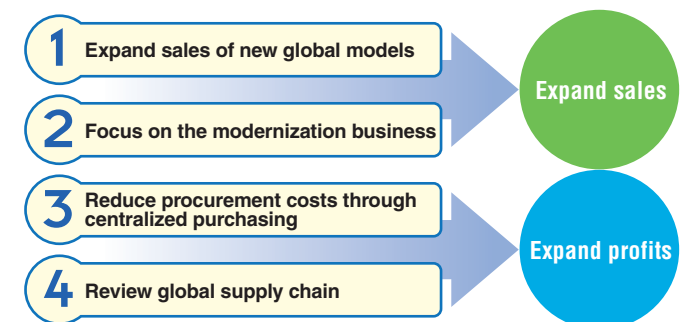 1
Expand sales of new global models
2
Focus on the modernization business
Expand sales
3
Reduce procurement costs through
centralized purchasing
4
Review global supply chain
Expand profits